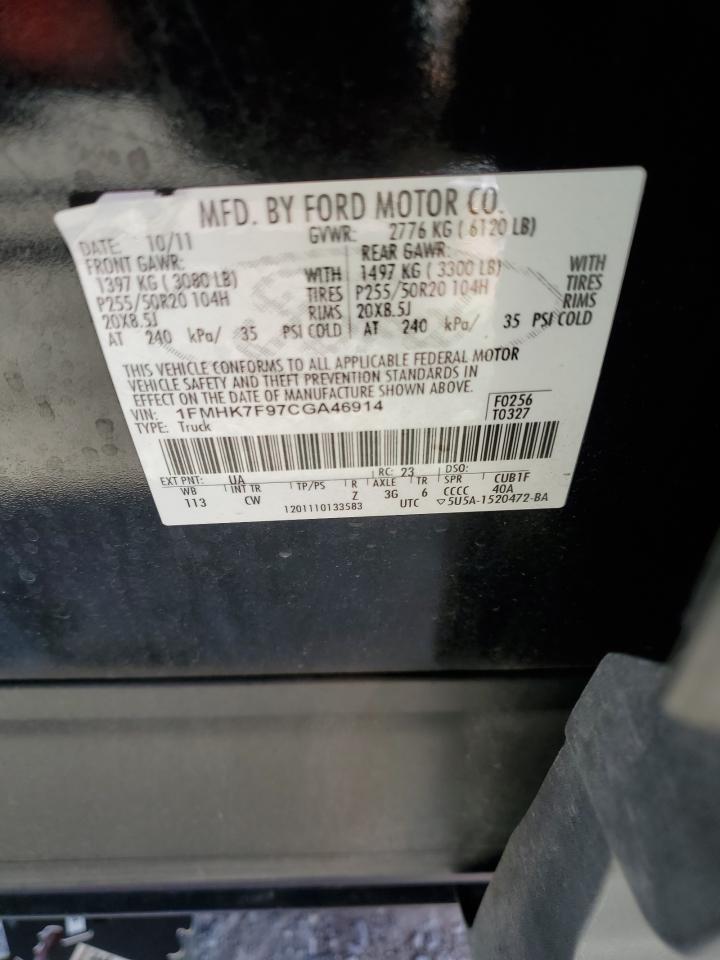 MFD. BY FORD MOTOR CO.
DATE: 10/11 GVWR: 2776 KG ( 6120 LB)
FRONT GAWR: REAR GAWR:
1397 KG ( 3080 LB) WITH 1497 KG ( 3300 LB) WITH
P255/50R20 104H TIRES P255/50R20 104H TIRES
20X8.5J RIMS 20X8.5J RIMS
AT 240 kPa/ 35 PSI COLD AT 240 kPa/ 35 PSI COLD
THIS VEHICLE CONFORMS TO ALL APPLICABLE FEDERAL MOTOR
VEHICLE SAFETY AND THEFT PREVENTION STANDARDS IN
EFFECT ON THE DATE OF MANUFACTURE SHOWN ABOVE.
VIN: 1FMHK7F97CGA46914 F0256
TYPE: Truck T0327
EXT PNT: UA RC: 23 DSO:
WB INT TR TP/PS R AXLE TR SPR CUB1F
113 CW Z 3G 6 CCCC 40A
1201110133583 UTC ▽5U5A-1520472-BA